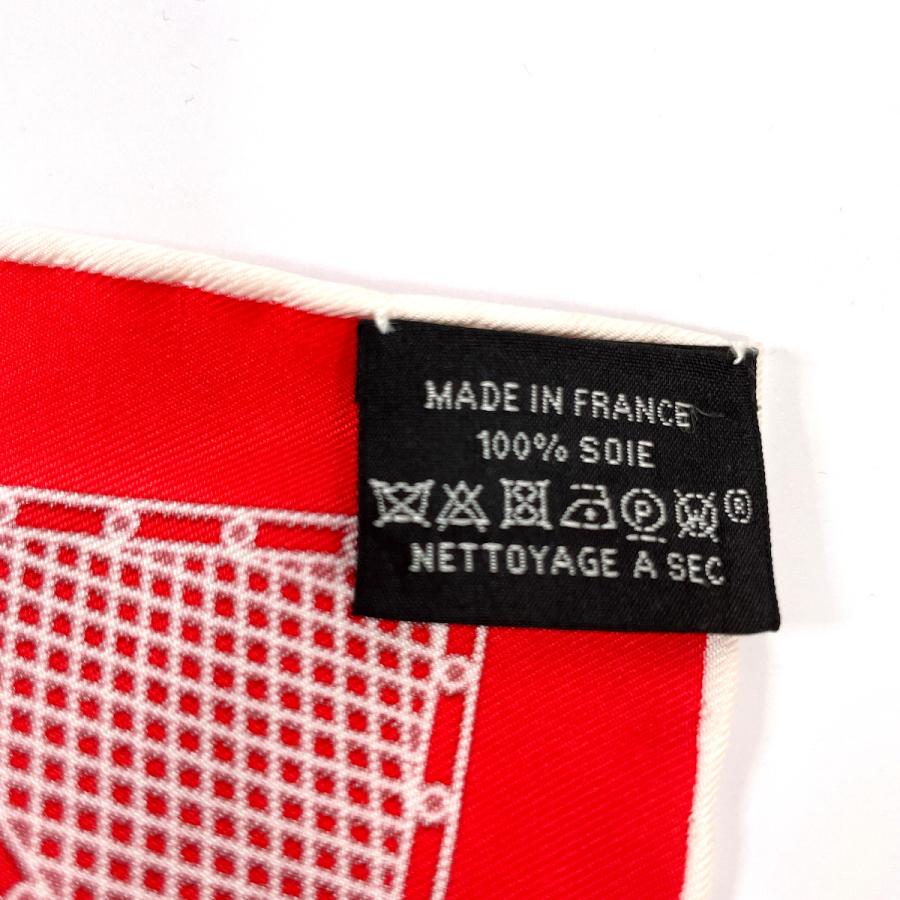 MADE IN FRANCE
100% SOIE
P W ®
NETTOYAGE A SEC